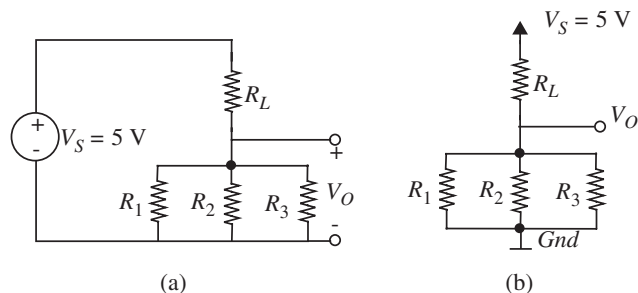 V_S = 5 V
R_L
+
-
V_S = 5 V
R_1
R_2
R_3
+
V_O
-
(a)
R_L
V_O
R_1
R_2
R_3
Gnd
(b)